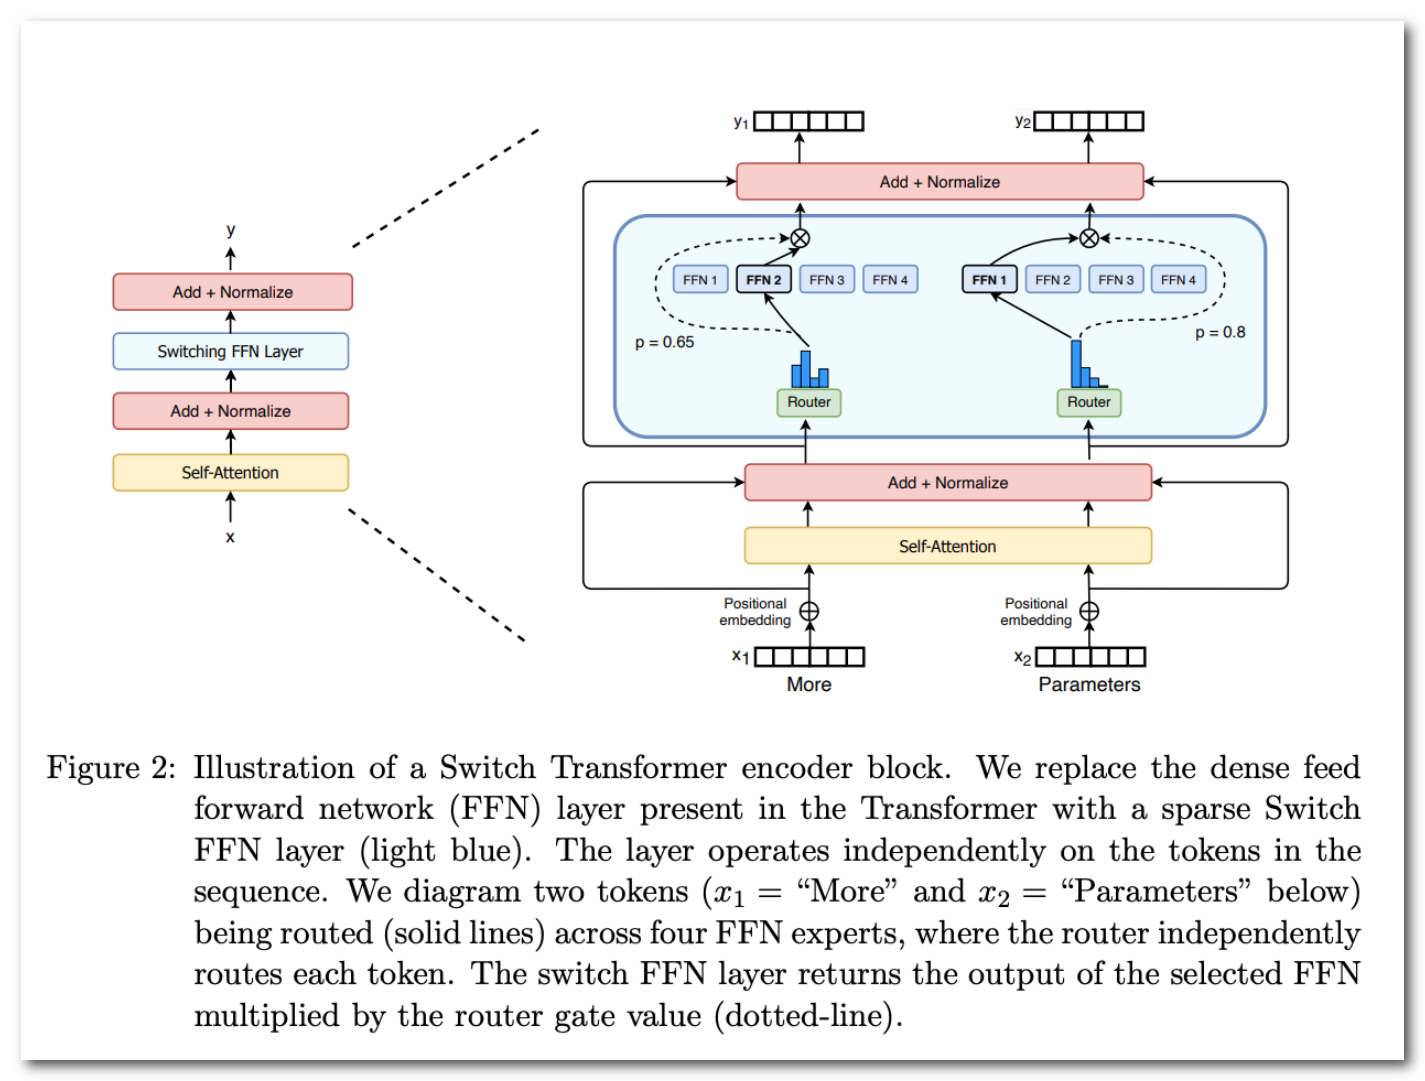 y
Add + Normalize
Switching FFN Layer
Add + Normalize
Self-Attention
x
y1
y2
Add + Normalize
FFN 1 FFN 2 FFN 3 FFN 4
FFN 1 FFN 2 FFN 3 FFN 4
p = 0.65
p = 0.8
Router
Router
Add + Normalize
Self-Attention
Positional
embedding
Positional
embedding
x1
x2
More
Parameters
Figure 2: Illustration of a Switch Transformer encoder block. We replace the dense feed
forward network (FFN) layer present in the Transformer with a sparse Switch
FFN layer (light blue). The layer operates independently on the tokens in the
sequence. We diagram two tokens (x1 = “More” and x2 = “Parameters” below)
being routed (solid lines) across four FFN experts, where the router independently
routes each token. The switch FFN layer returns the output of the selected FFN
multiplied by the router gate value (dotted-line).